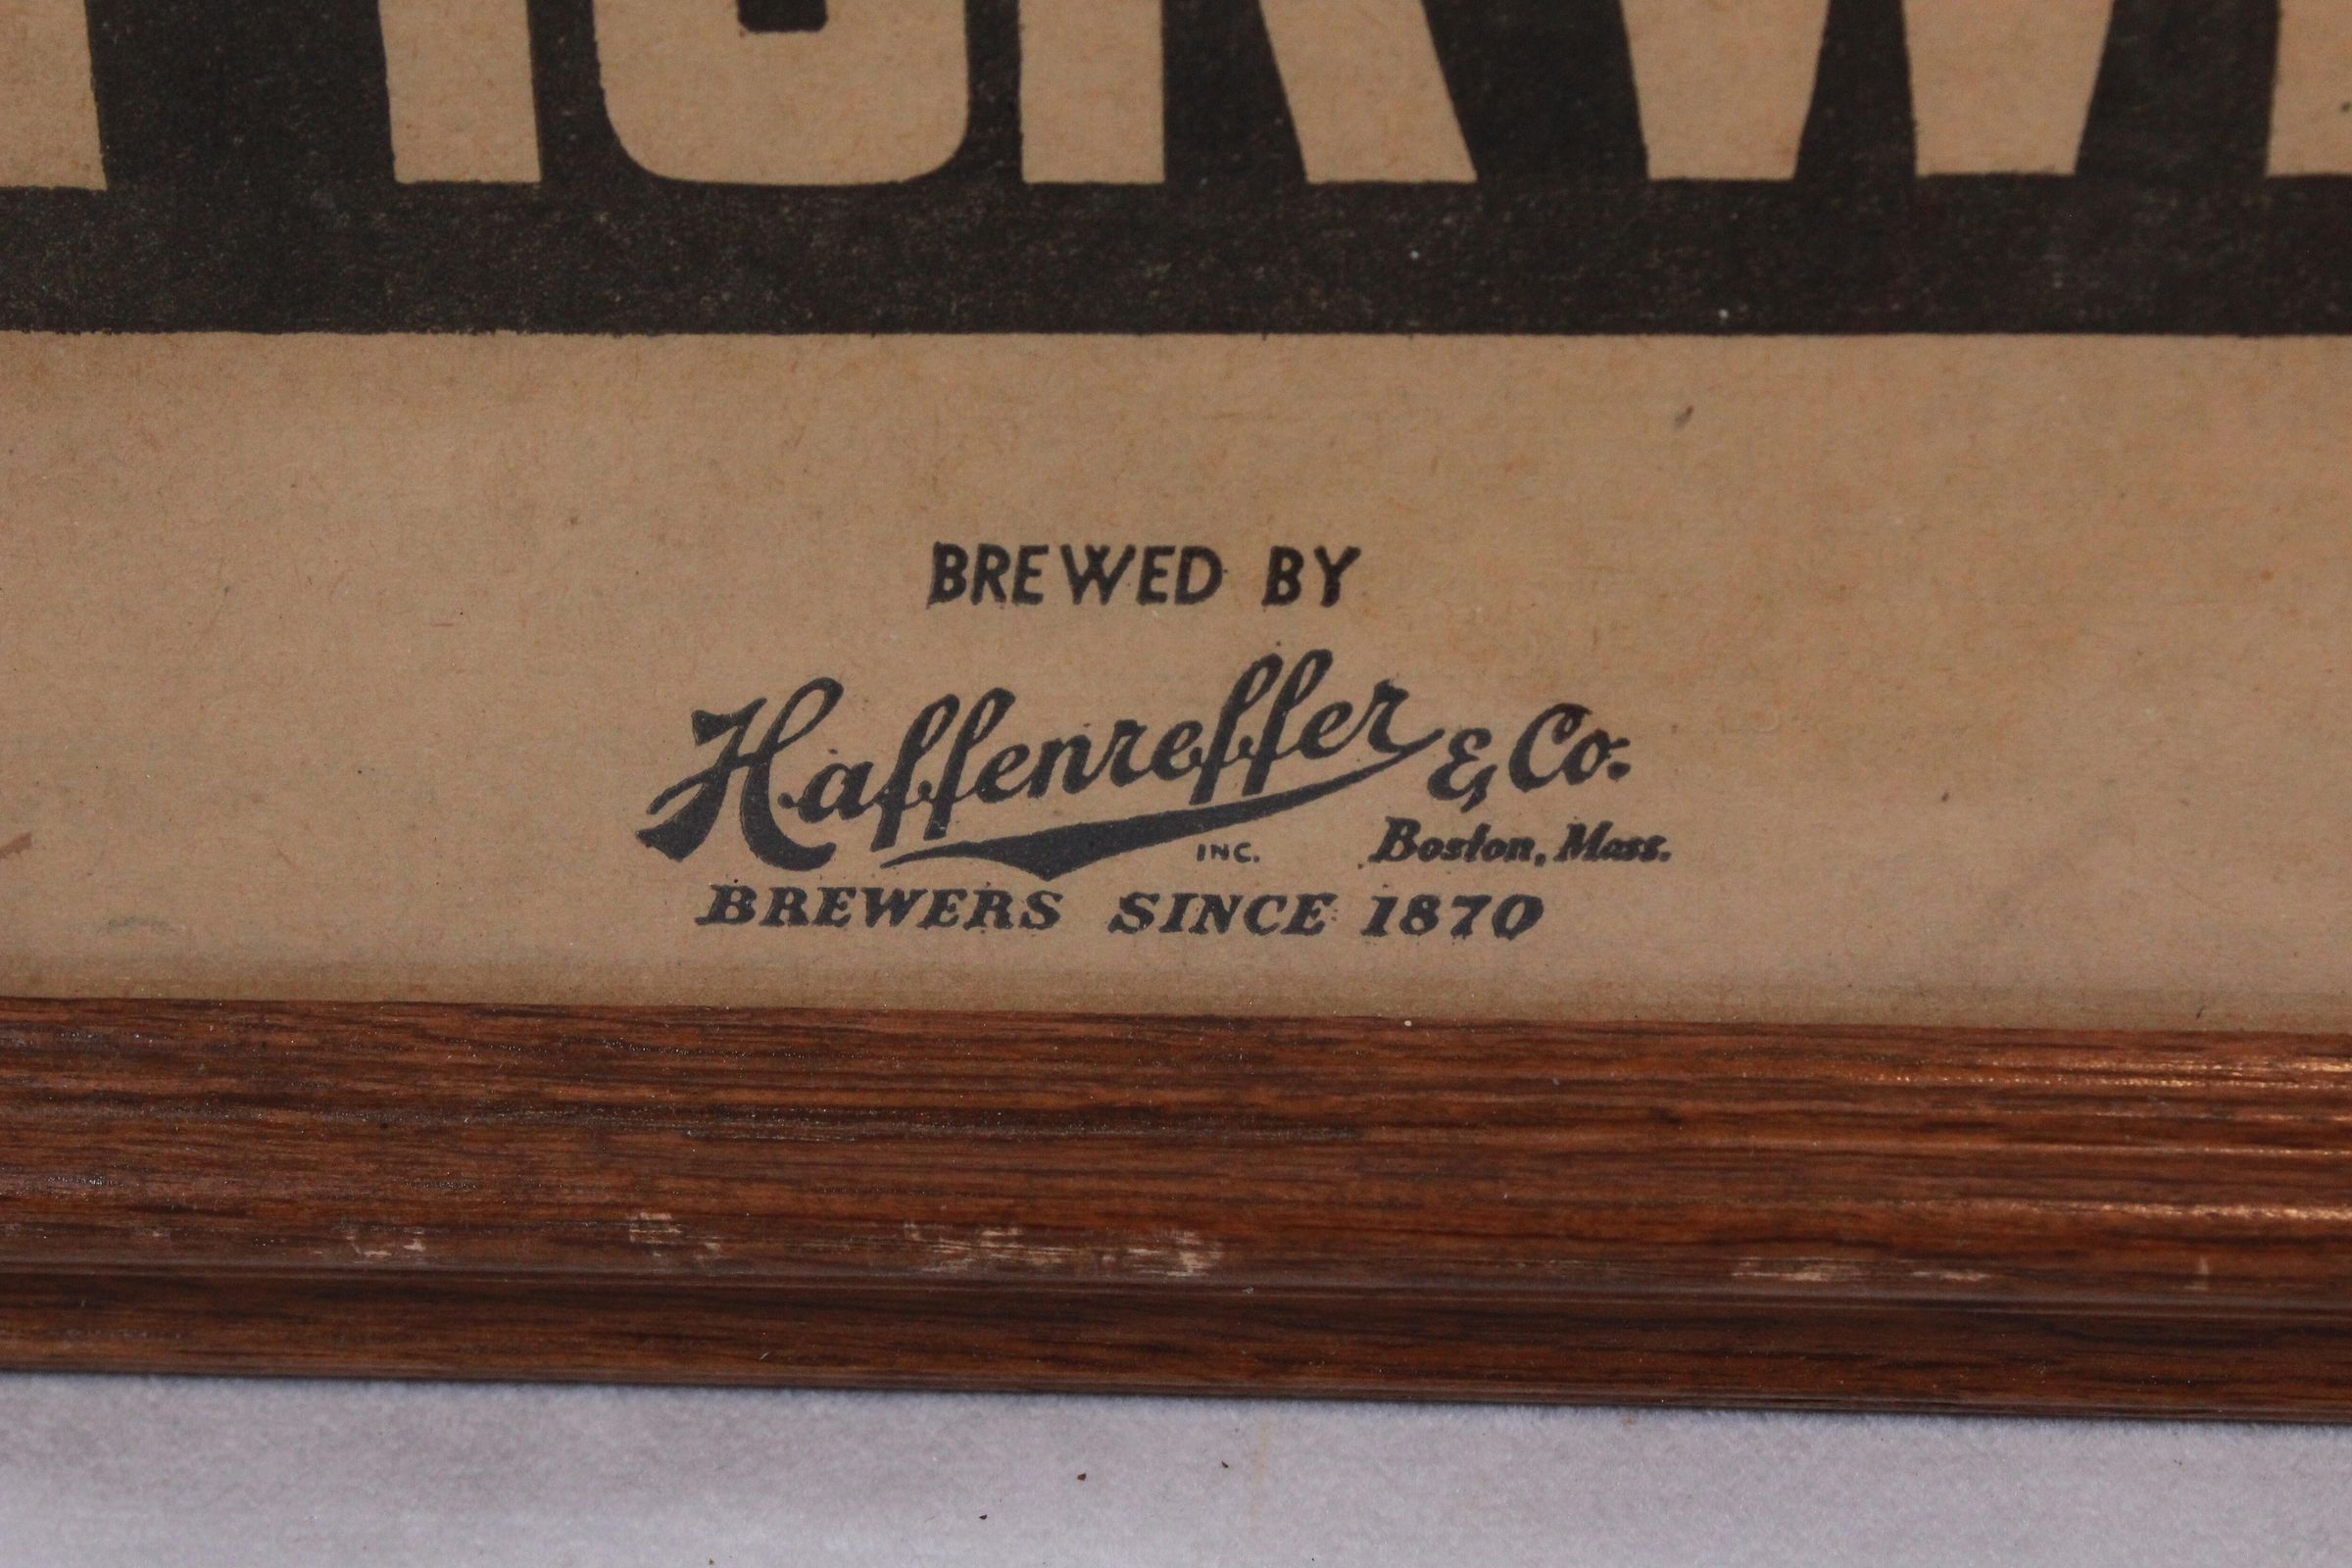 BREWED BY
Haffenreffer & Co.
INC. Boston, Mass.
BREWERS SINCE 1870